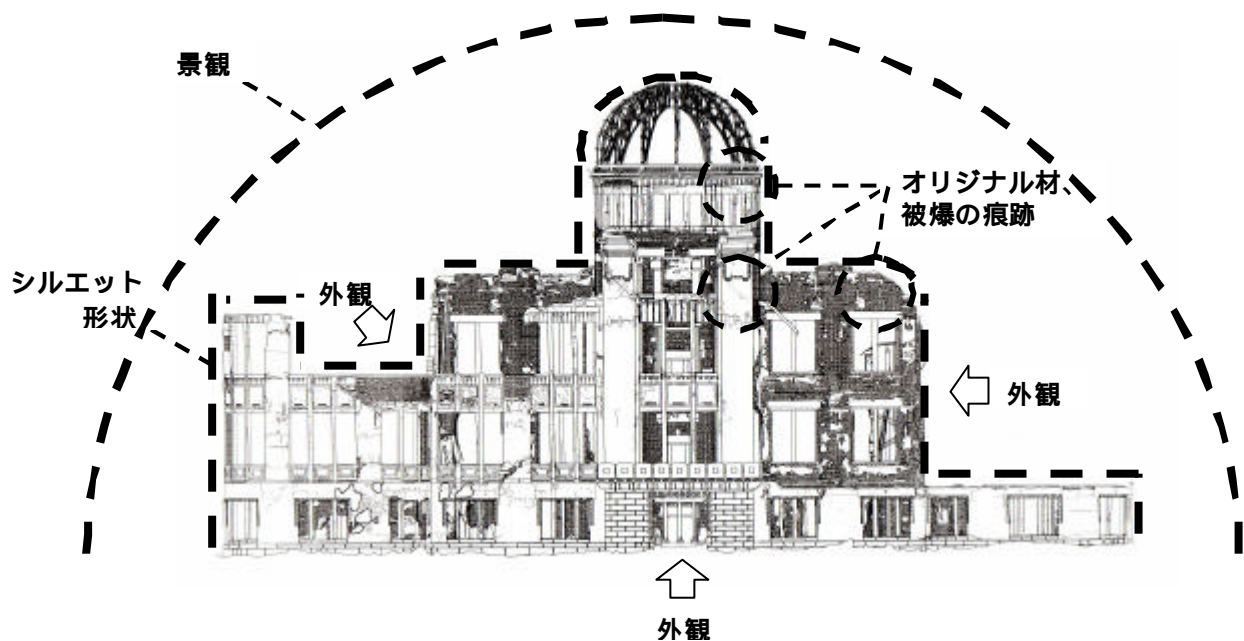 景観
オリジナル材、
被爆の痕跡
シルエット
形状
外観
外観
外観